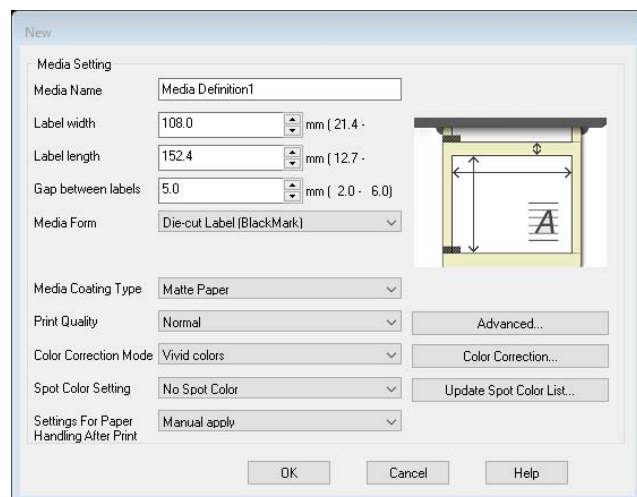 New
Media Setting
Media Name Media Definition1
Label width 108.0 mm ( 21.4 -
Label length 152.4 mm ( 12.7 -
Gap between labels 5.0 mm ( 2.0 - 6.0)
Media Form Die-cut Label (BlackMark)
A
Media Coating Type Matte Paper
Print Quality Normal Advanced...
Color Correction Mode Vivid colors Color Correction...
Spot Color Setting No Spot Color Update Spot Color List...
Settings For Paper Manual apply
Handling After Print
OK Cancel Help